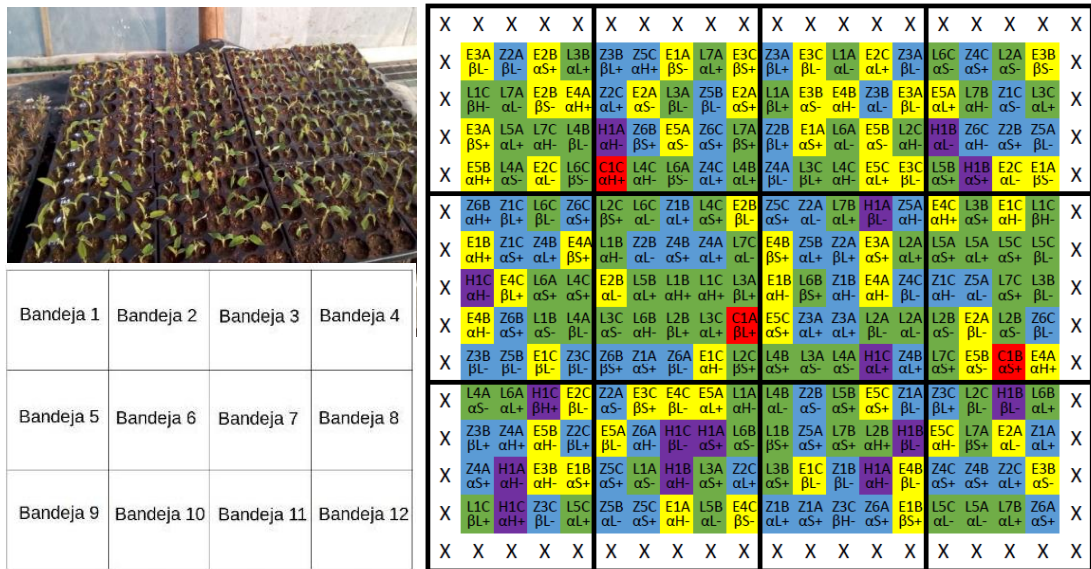 Bandeja 1 Bandeja 2 Bandeja 3 Bandeja 4
Bandeja 5 Bandeja 6 Bandeja 7 Bandeja 8
Bandeja 9 Bandeja 10 Bandeja 11 Bandeja 12
X X X X X X X X X X X X X X X X X X X X
X E3A Z2A E2B L3B Z3B Z5C E1A L7A E3C Z3A E3C L1A E2C Z3A L6C Z4S L2A E3B X
βL- βL- αS+ αL+ βL+ αH+ βS- αL+ βS+ βL+ βL- αL- αL+ βL- αS- αS+ αS- βS-
X L1C L7A E2B E4A Z2C E2A L3A Z5B E2A L1A E3B E4B Z3B E3A E5A L7B Z1C L3C X
βH- αL- βS- αH+ αL+ αS- βL- βL- αS+ βL+ αS- αH- αL- βL- αL+ αH- αS- αL+
X E3A L5A L7C L4B H1A Z6B E5A Z6C L7A Z2B E1A L6A E5B L2C H1B Z6C Z2B Z5A X
βS+ αL+ αH- βL- αH- βS+ αS- αS+ βS+ βL+ αS+ αL- αS- αH- αL- αH- αS+ αL-
X E5B L4A E2C L6C C1C L4C L6A Z4C L4B Z4A L3C L4C E5C E3C L5B H1B E2C E1A X
αH+ αS- αL- βS- αH+ αH- βS- αL+ αL+ βL- βL+ αH- αL+ βL- αS+ αS+ αL- βS-
X Z6B Z1C L6C Z6C L2C L6C Z1B L4C E2B Z5C Z2A L7B H1A Z5A E4C L3B E1C L1C X
αH+ βL+ βL- αS+ βS+ αL- αL+ αS+ βL- αS+ αL- αL+ βL- αH- αH+ αS+ αH- βH-
X E1B Z1C Z4B E4A L1B Z2B Z4B Z4A L7C E4B Z5B Z2A E3A L2A L5A L5A L5C L5C X
αH+ αS+ αL+ βS+ αH- αL- αS+ αL+ αL- βS+ αL+ βL+ αS+ αL+ αS+ αL+ αS+ βL-
X H1C E4C L6A L4C E2B L5B L1B L1C L3A E1B L6B Z1B E4A Z4C Z1C Z5A L7C L3B X
αH- βL+ αS+ αS+ αL- αL+ αH+ αH+ βL+ αH- βS+ αH- αH- βL- αH- αL- αS+ βL-
X E4B Z6B L1B L4A L3C L6B L2B L3C C1A E5C Z3A Z3A L2A L2A L2B E2A L2B Z6C X
αH- αS+ αS- βL- αS- αH- βL+ αL+ βL+ αS+ αL+ αL+ βL- αL- αS- βL- αS- βL-
X Z3B Z5B E1C Z3C Z6B Z1A Z6A E1C L2C L4B L3A L4A H1C Z4B L7C E5B C1B E4A X
βL- βL- βL- βL- βS+ αS+ αL- αH- βS+ αS+ αS- αS- αL+ αL+ αS+ αS- αS+ αH+
X L4A L6A H1C E2C Z2A E3C E4C E5A L1A L4B Z2B L5B E5C Z1A Z3C L2C H1B L6B X
αS- αL+ βH+ βL- αS- βS+ βL- αL+ αH- αL- αS- αS+ αS+ βL- βL+ αH- βL- αL+
X Z3B Z4A E5B Z2C E5A Z6A H1C H1A L6B L1B Z5A L7B L2B H1B E5C L7A E2A Z1A X
βL+ αH+ αH- βL+ βL- αH- βL- αS+ αS- βS+ αS+ αS+ αH+ βL- αH- βS+ αL- αL+
X Z4A H1A E3B E1B Z5C L1A H1B L3A Z2C L3B E1C Z1B H1A E4B Z4C Z4B Z2C E3B X
αS+ αH- αH- αS+ αS+ αS- αH- αS+ αL+ βS+ βL- βL- αH- βL- αS+ αS+ αL+ αS-
X L1C H1C Z3C L5C Z5B Z5C E1A L5B E4C Z1B Z1A Z3C Z6A E1B L5C L5A L7B Z6A X
βL+ αH+ βL- αL+ αL- αS+ αH- αL- βS- αL+ αS+ βH- αS+ βS+ αL- αL- αL+ αS+
X X X X X X X X X X X X X X X X X X X X